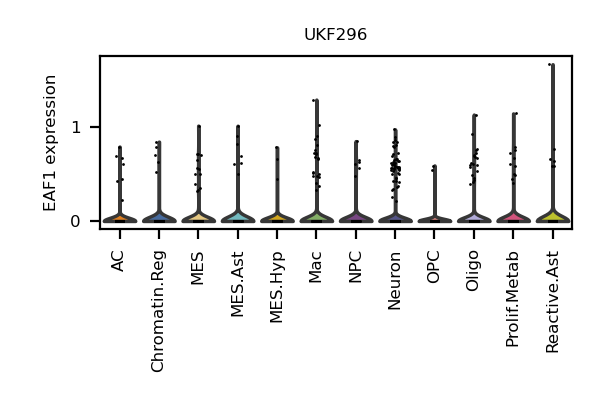 UKF296
EAF1 expression
1
0
AC
Chromatin.Reg
MES
MES.Ast
MES.Hyp
Mac
NPC
Neuron
OPC
Oligo
Prolif.Metab
Reactive.Ast